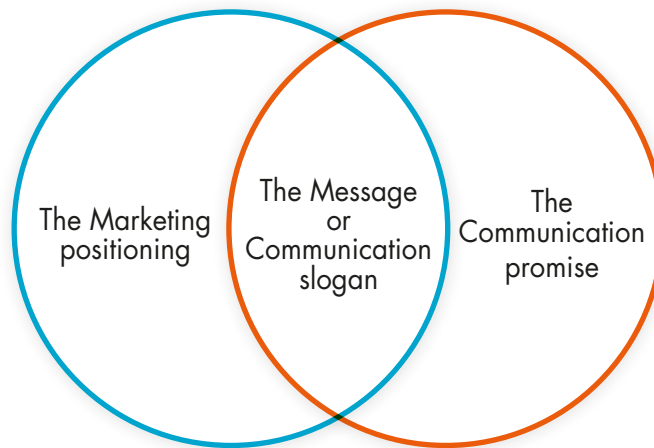 The Marketing
positioning
The Message
or
Communication
slogan
The
Communication
promise